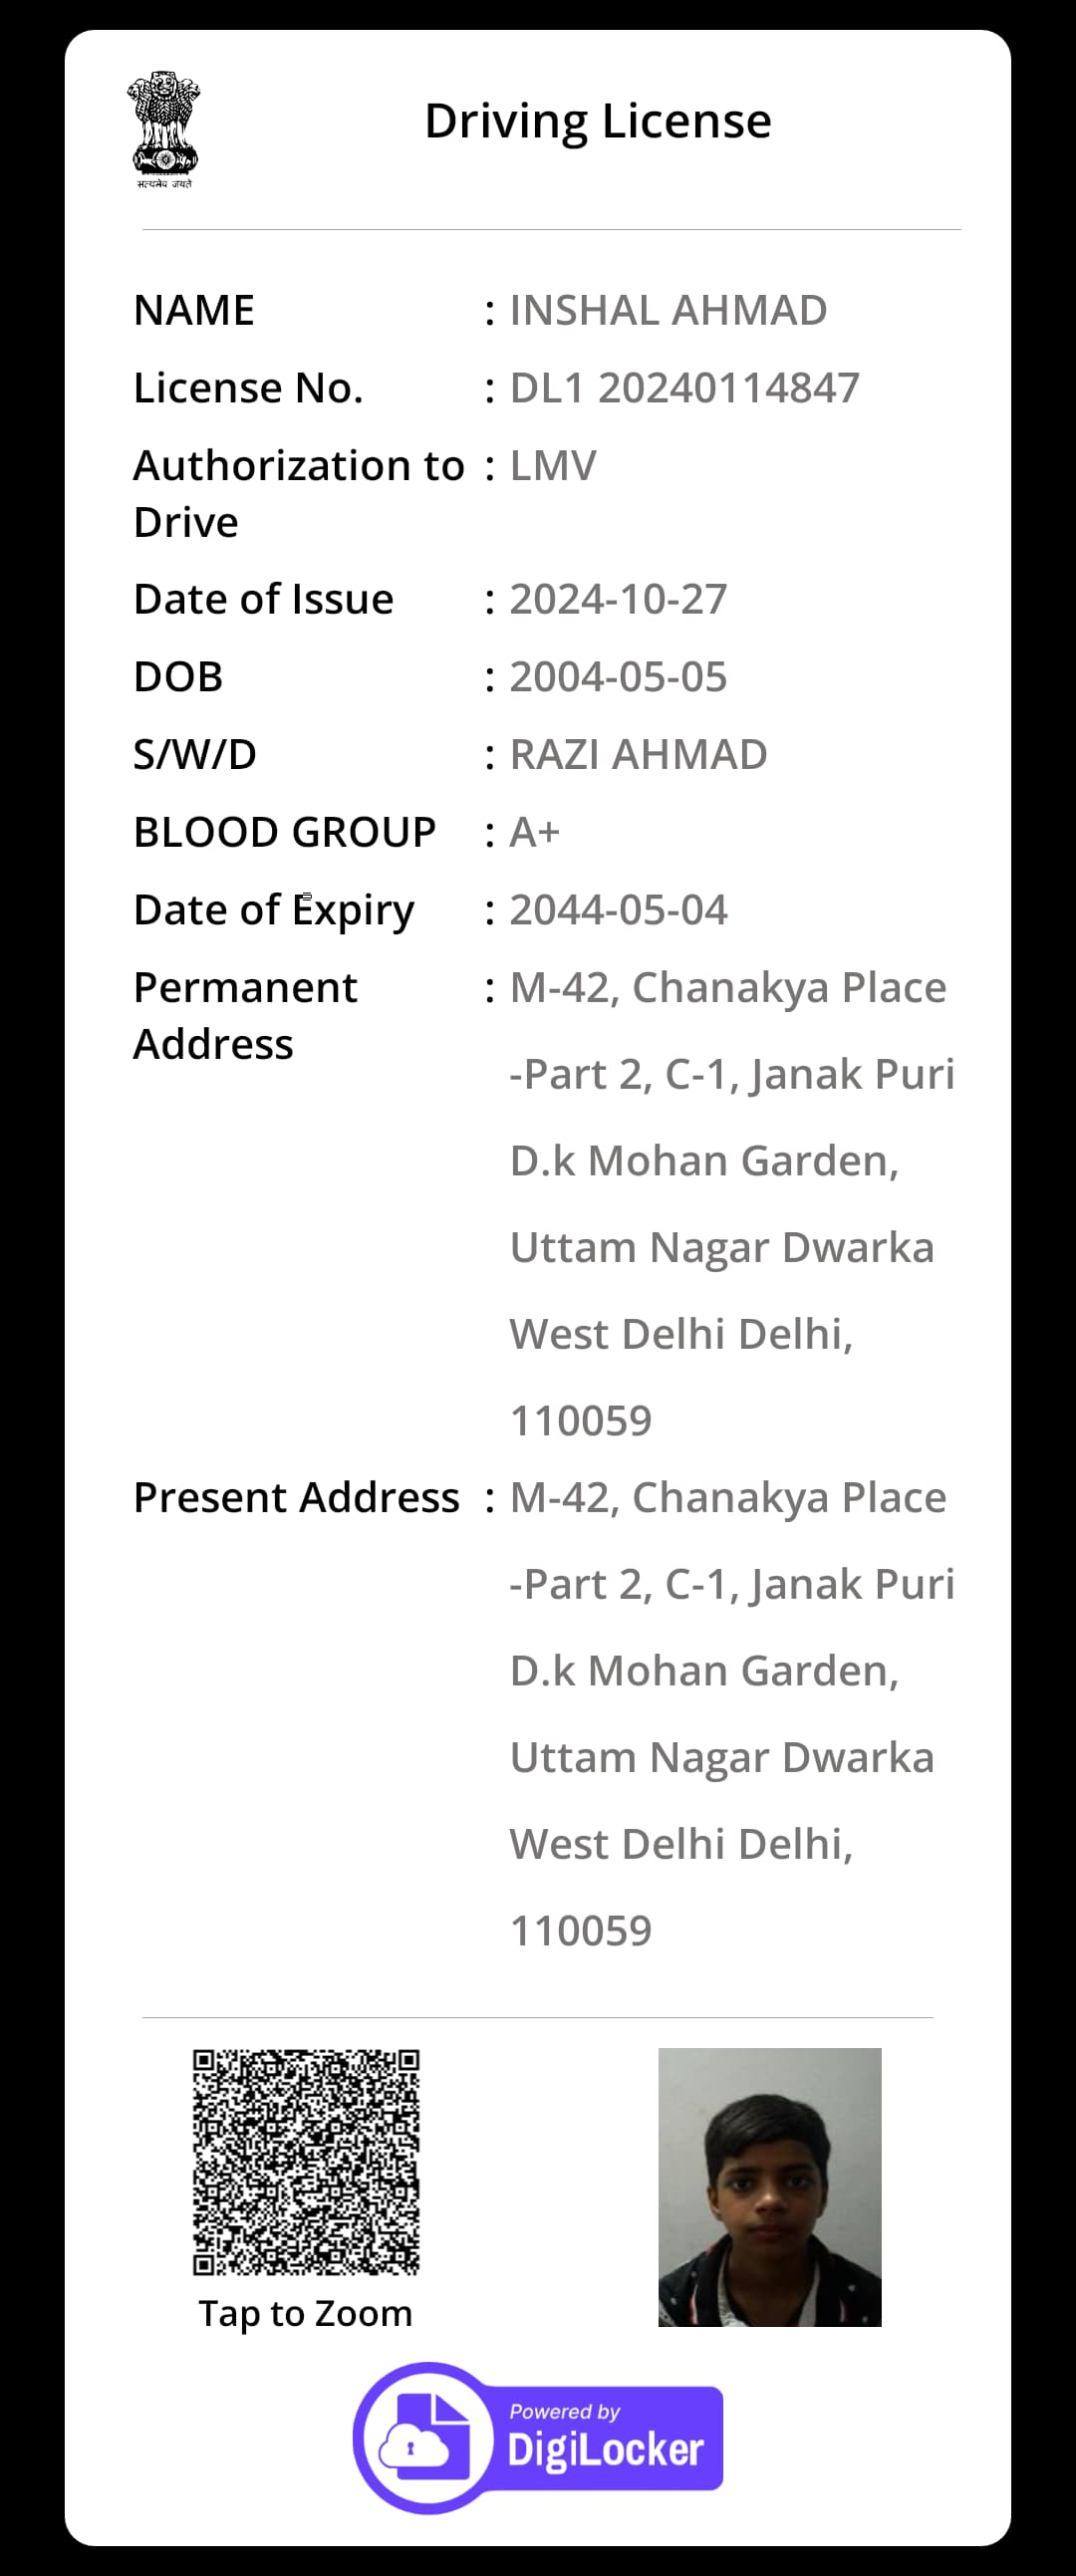 सत्यमेव जयते
Driving License
NAME : INSHAL AHMAD
License No. : DL1 20240114847
Authorization to : LMV
Drive
Date of Issue : 2024-10-27
DOB : 2004-05-05
S/W/D : RAZI AHMAD
BLOOD GROUP : A+
Date of Expiry : 2044-05-04
Permanent : M-42, Chanakya Place
Address
-Part 2, C-1, Janak Puri
D.k Mohan Garden,
Uttam Nagar Dwarka
West Delhi Delhi,
110059
Present Address : M-42, Chanakya Place
-Part 2, C-1, Janak Puri
D.k Mohan Garden,
Uttam Nagar Dwarka
West Delhi Delhi,
110059
Tap to Zoom
Powered by
DigiLocker